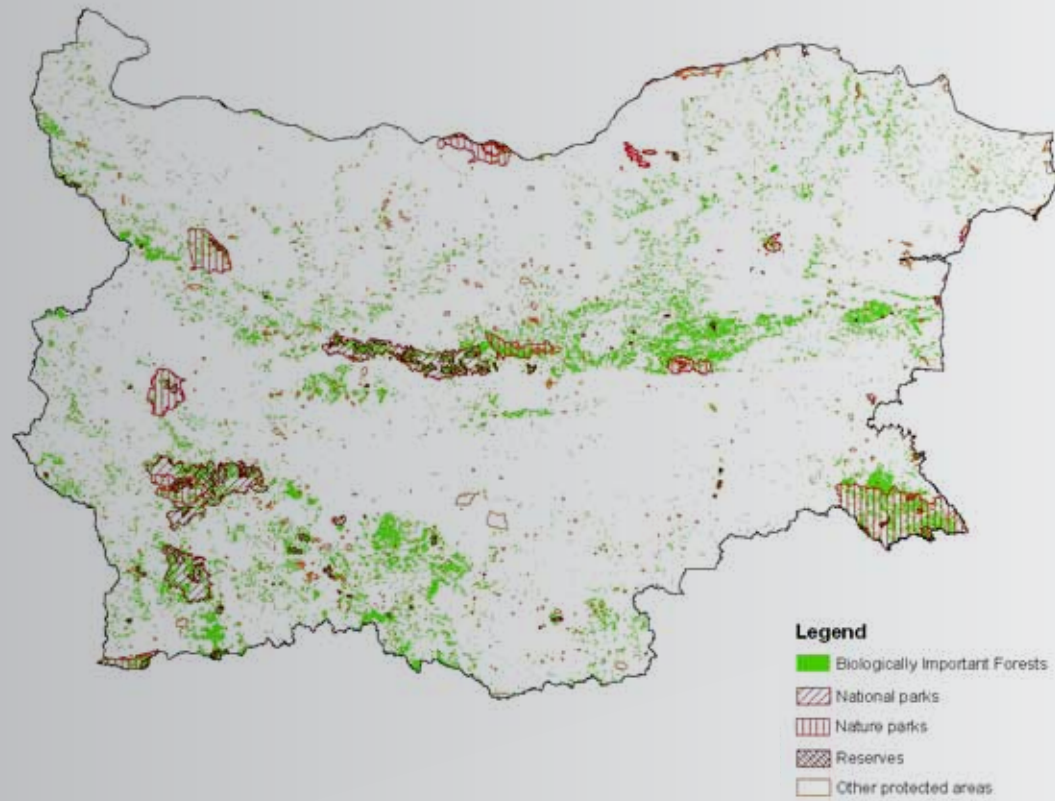 Legend
Biologically Important Forests
National parks
Nature parks
Reserves
Other protected areas